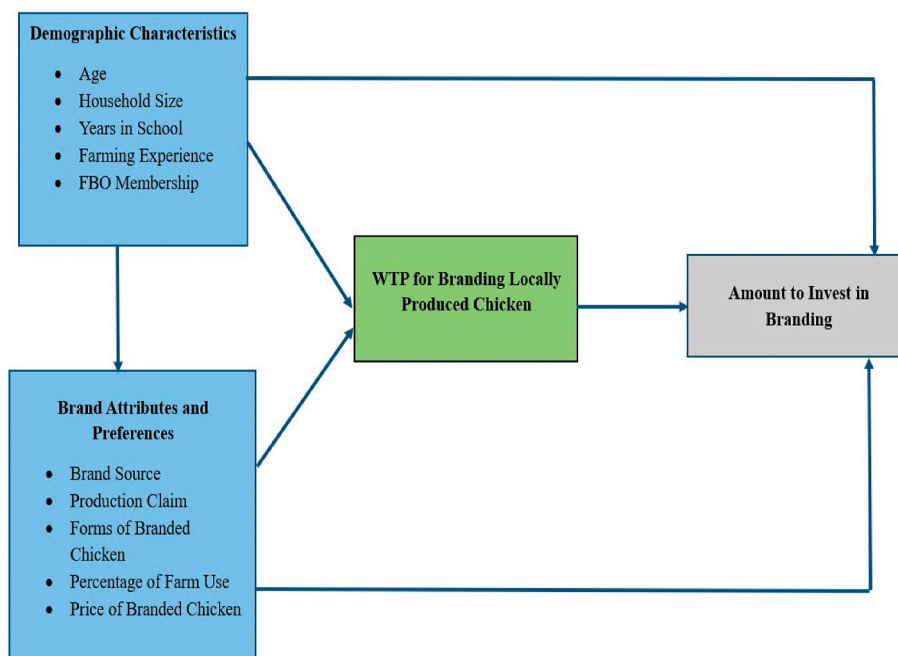 Demographic Characteristics
• Age
• Household Size
• Years in School
• Farming Experience
• FBO Membership
WTP for Branding Locally
Produced Chicken
Amount to Invest in
Branding
Brand Attributes and
Preferences
• Brand Source
• Production Claim
• Forms of Branded
Chicken
• Percentage of Farm Use
• Price of Branded Chicken